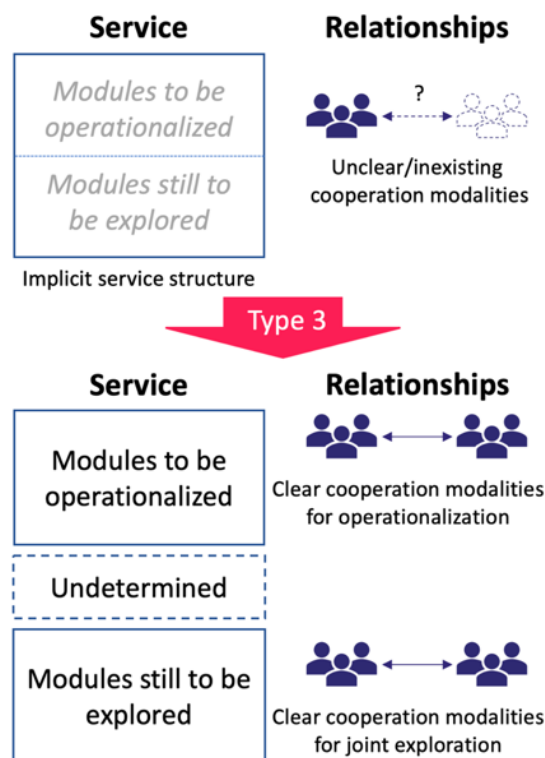 Service
Relationships
Modules to be
operationalized
?
Modules still to
be explored
Unclear/inexisting
cooperation modalities
Implicit service structure
Type 3
Service
Relationships
Modules to be
operationalized
Clear cooperation modalities
for operationalization
Undetermined
Modules still to be
explored
Clear cooperation modalities
for joint exploration